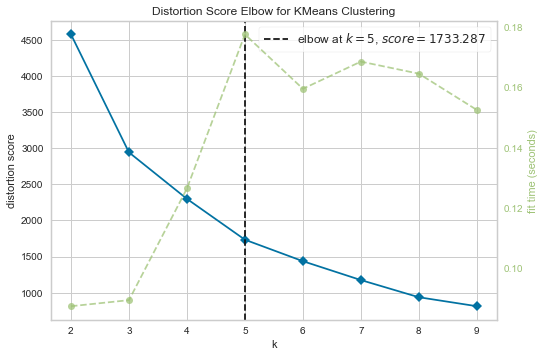 Distortion Score Elbow for KMeans Clustering
elbow at k = 5, score = 1733.287
distortion score
4500
4000
3500
3000
2500
2000
1500
1000
0.18
0.16
0.14
0.12
0.10
fit time (seconds)
2 3 4 5 6 7 8 9
k